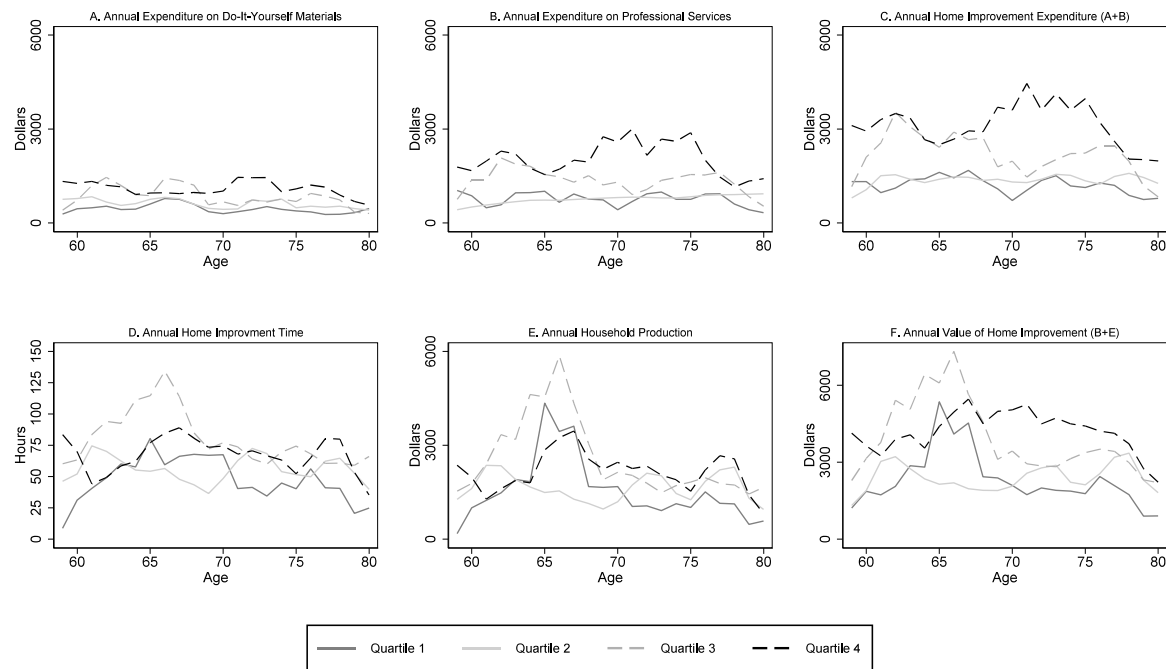 A. Annual Expenditure on Do-It-Yourself Materials
Dollars
6000
3000
0
60 65 70 75 80
Age
B. Annual Expenditure on Professional Services
Dollars
6000
3000
0
60 65 70 75 80
Age
C. Annual Home Improvement Expenditure (A+B)
Dollars
6000
3000
0
60 65 70 75 80
Age
D. Annual Home Improvment Time
Hours
150
125
100
75
50
25
0
60 65 70 75 80
Age
E. Annual Household Production
Dollars
6000
3000
0
60 65 70 75 80
Age
F. Annual Value of Home Improvement (B+E)
Dollars
6000
3000
0
60 65 70 75 80
Age
Quartile 1 Quartile 2 Quartile 3 Quartile 4